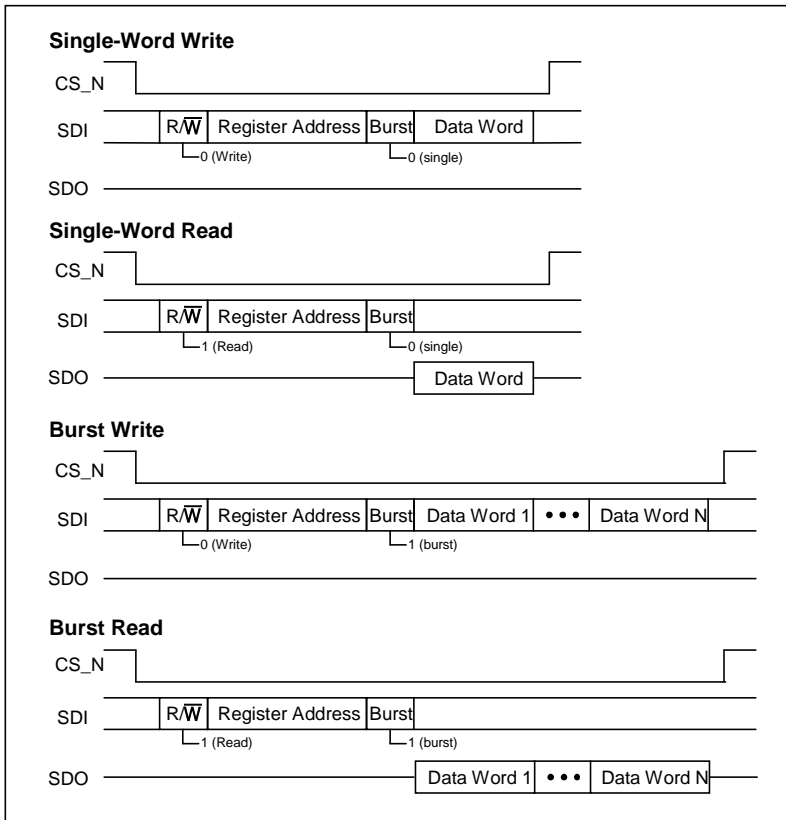 Single-Word Write
CS_N
SDI R/W̅ Register Address Burst Data Word
0 (Write) 0 (single)
SDO
Single-Word Read
CS_N
SDI R/W̅ Register Address Burst
1 (Read) 0 (single)
SDO Data Word
Burst Write
CS_N
SDI R/W̅ Register Address Burst Data Word 1 ••• Data Word N
0 (Write) 1 (burst)
SDO
Burst Read
CS_N
SDI R/W̅ Register Address Burst
1 (Read) 1 (burst)
SDO Data Word 1 ••• Data Word N